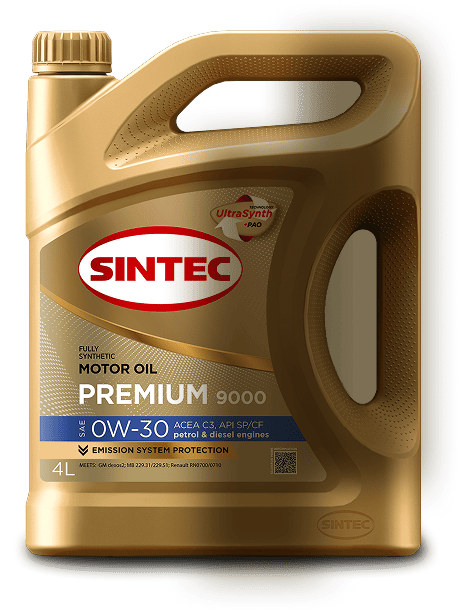 TECHNOLOGY
UltraSynth
+PAO
SINTEC
FULLY
SYNTHETIC
MOTOR OIL
PREMIUM 9000
SAE 0W-30
ACEA C3, API SP/CF
petrol & diesel engines
EMISSION SYSTEM PROTECTION
4L
MEETS: GM dexos2; MB 229.31/229.51; Renault RN0700/0710
SINTEC